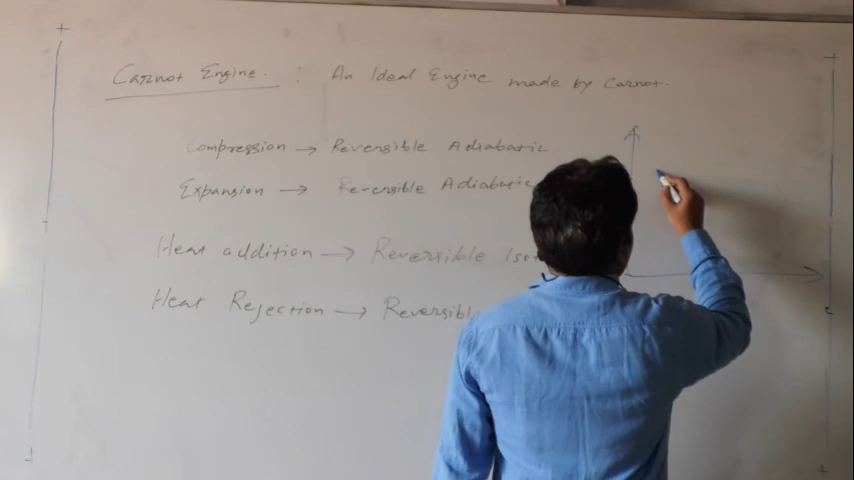 Carnot Engine. : An Ideal Engine made by Carnot.
Compression → Reversible Adiabatic
Expansion → Reversible Adiabatic
Heat addition → Reversible
Heat Rejection → Reversibl